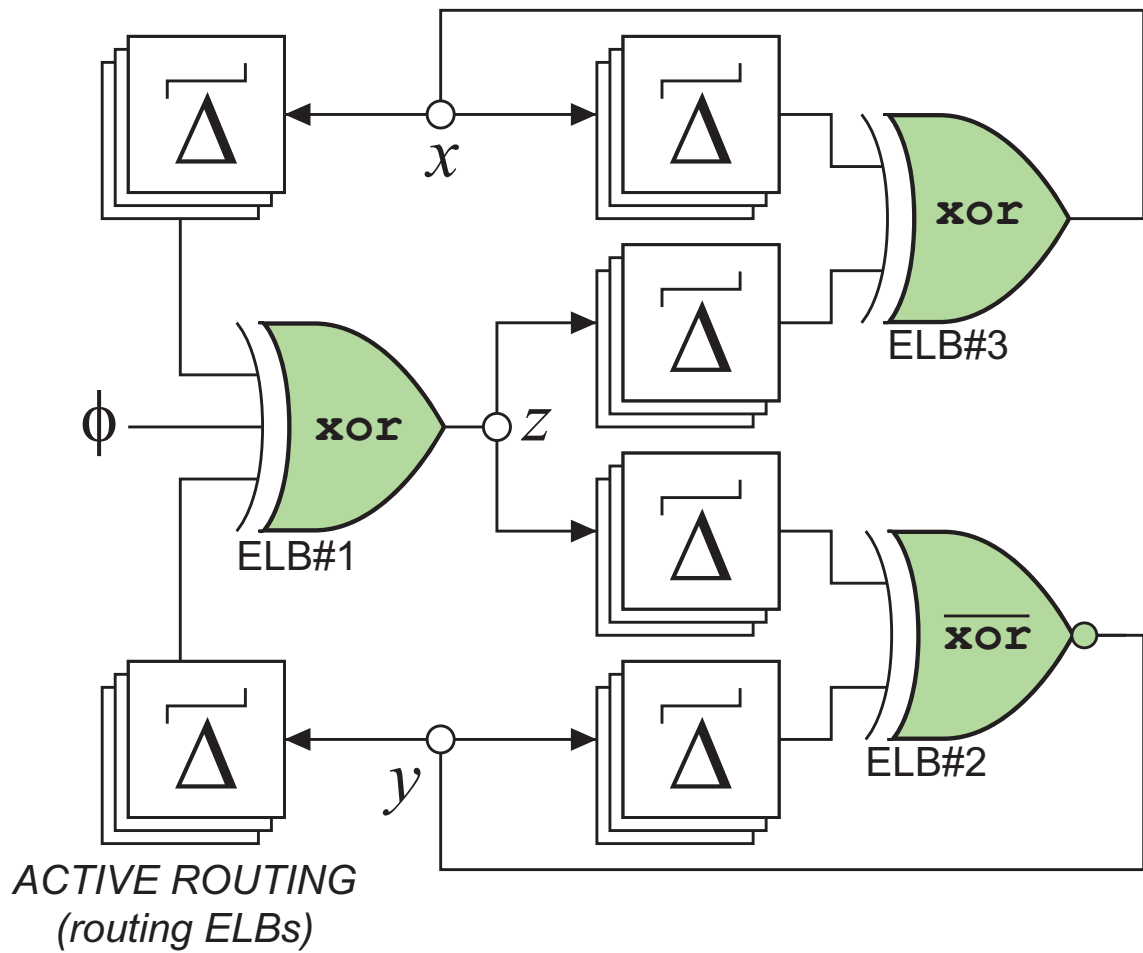 Δ
Δ
x
xor
ELB#3
Δ
ϕ
xor
z
ELB#1
Δ
xor
ELB#2
Δ
Δ
y
ACTIVE ROUTING
(routing ELBs)